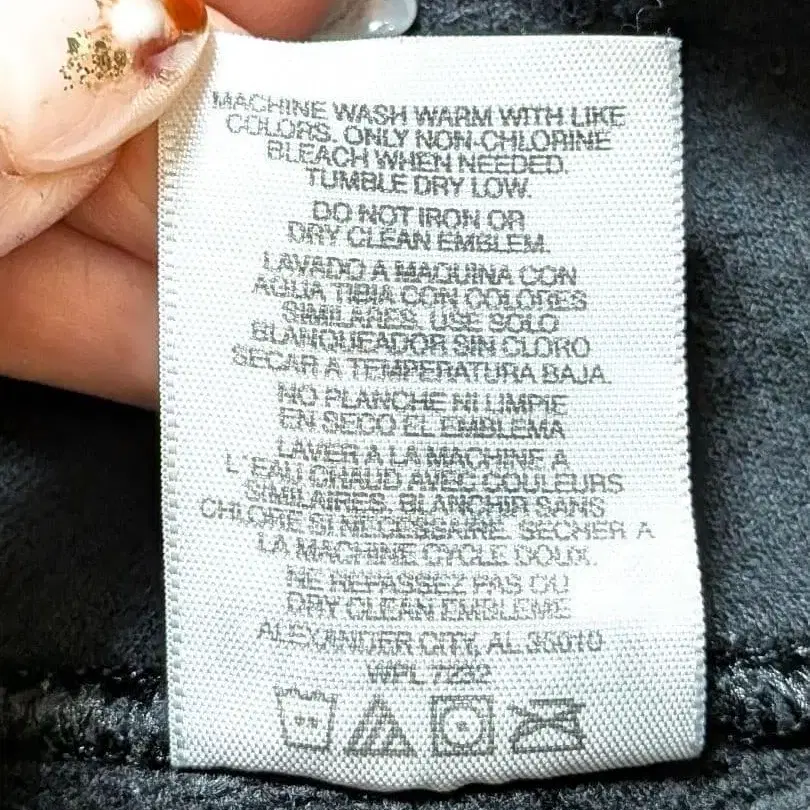 MACHINE WASH WARM WITH LIKE
COLORS. ONLY NON-CHLORINE
BLEACH WHEN NEEDED.
TUMBLE DRY LOW.
DO NOT IRON OR
DRY CLEAN EMBLEM.
LAVADO A MAQUINA CON
AGUA TIBIA CON COLORES
SIMILARES. USE SOLO
BLANQUEADOR SIN CLORO
SECAR A TEMPERATURA BAJA.
NO PLANCHE NI LIMPIE
EN SECO EL EMBLEMA
LAVER A LA MACHINE A
L'EAU CHAUD AVEC COULEURS
SIMILAIRES. BLANCHIR SANS
CHLORE SI NECESSAIRE. SECHER A
LA MACHINE CYCLE DOUX.
NE REPASSEZ PAS OU
DRY CLEAN EMBLEME
ALEXANDER CITY, AL 35010
WPL 7232